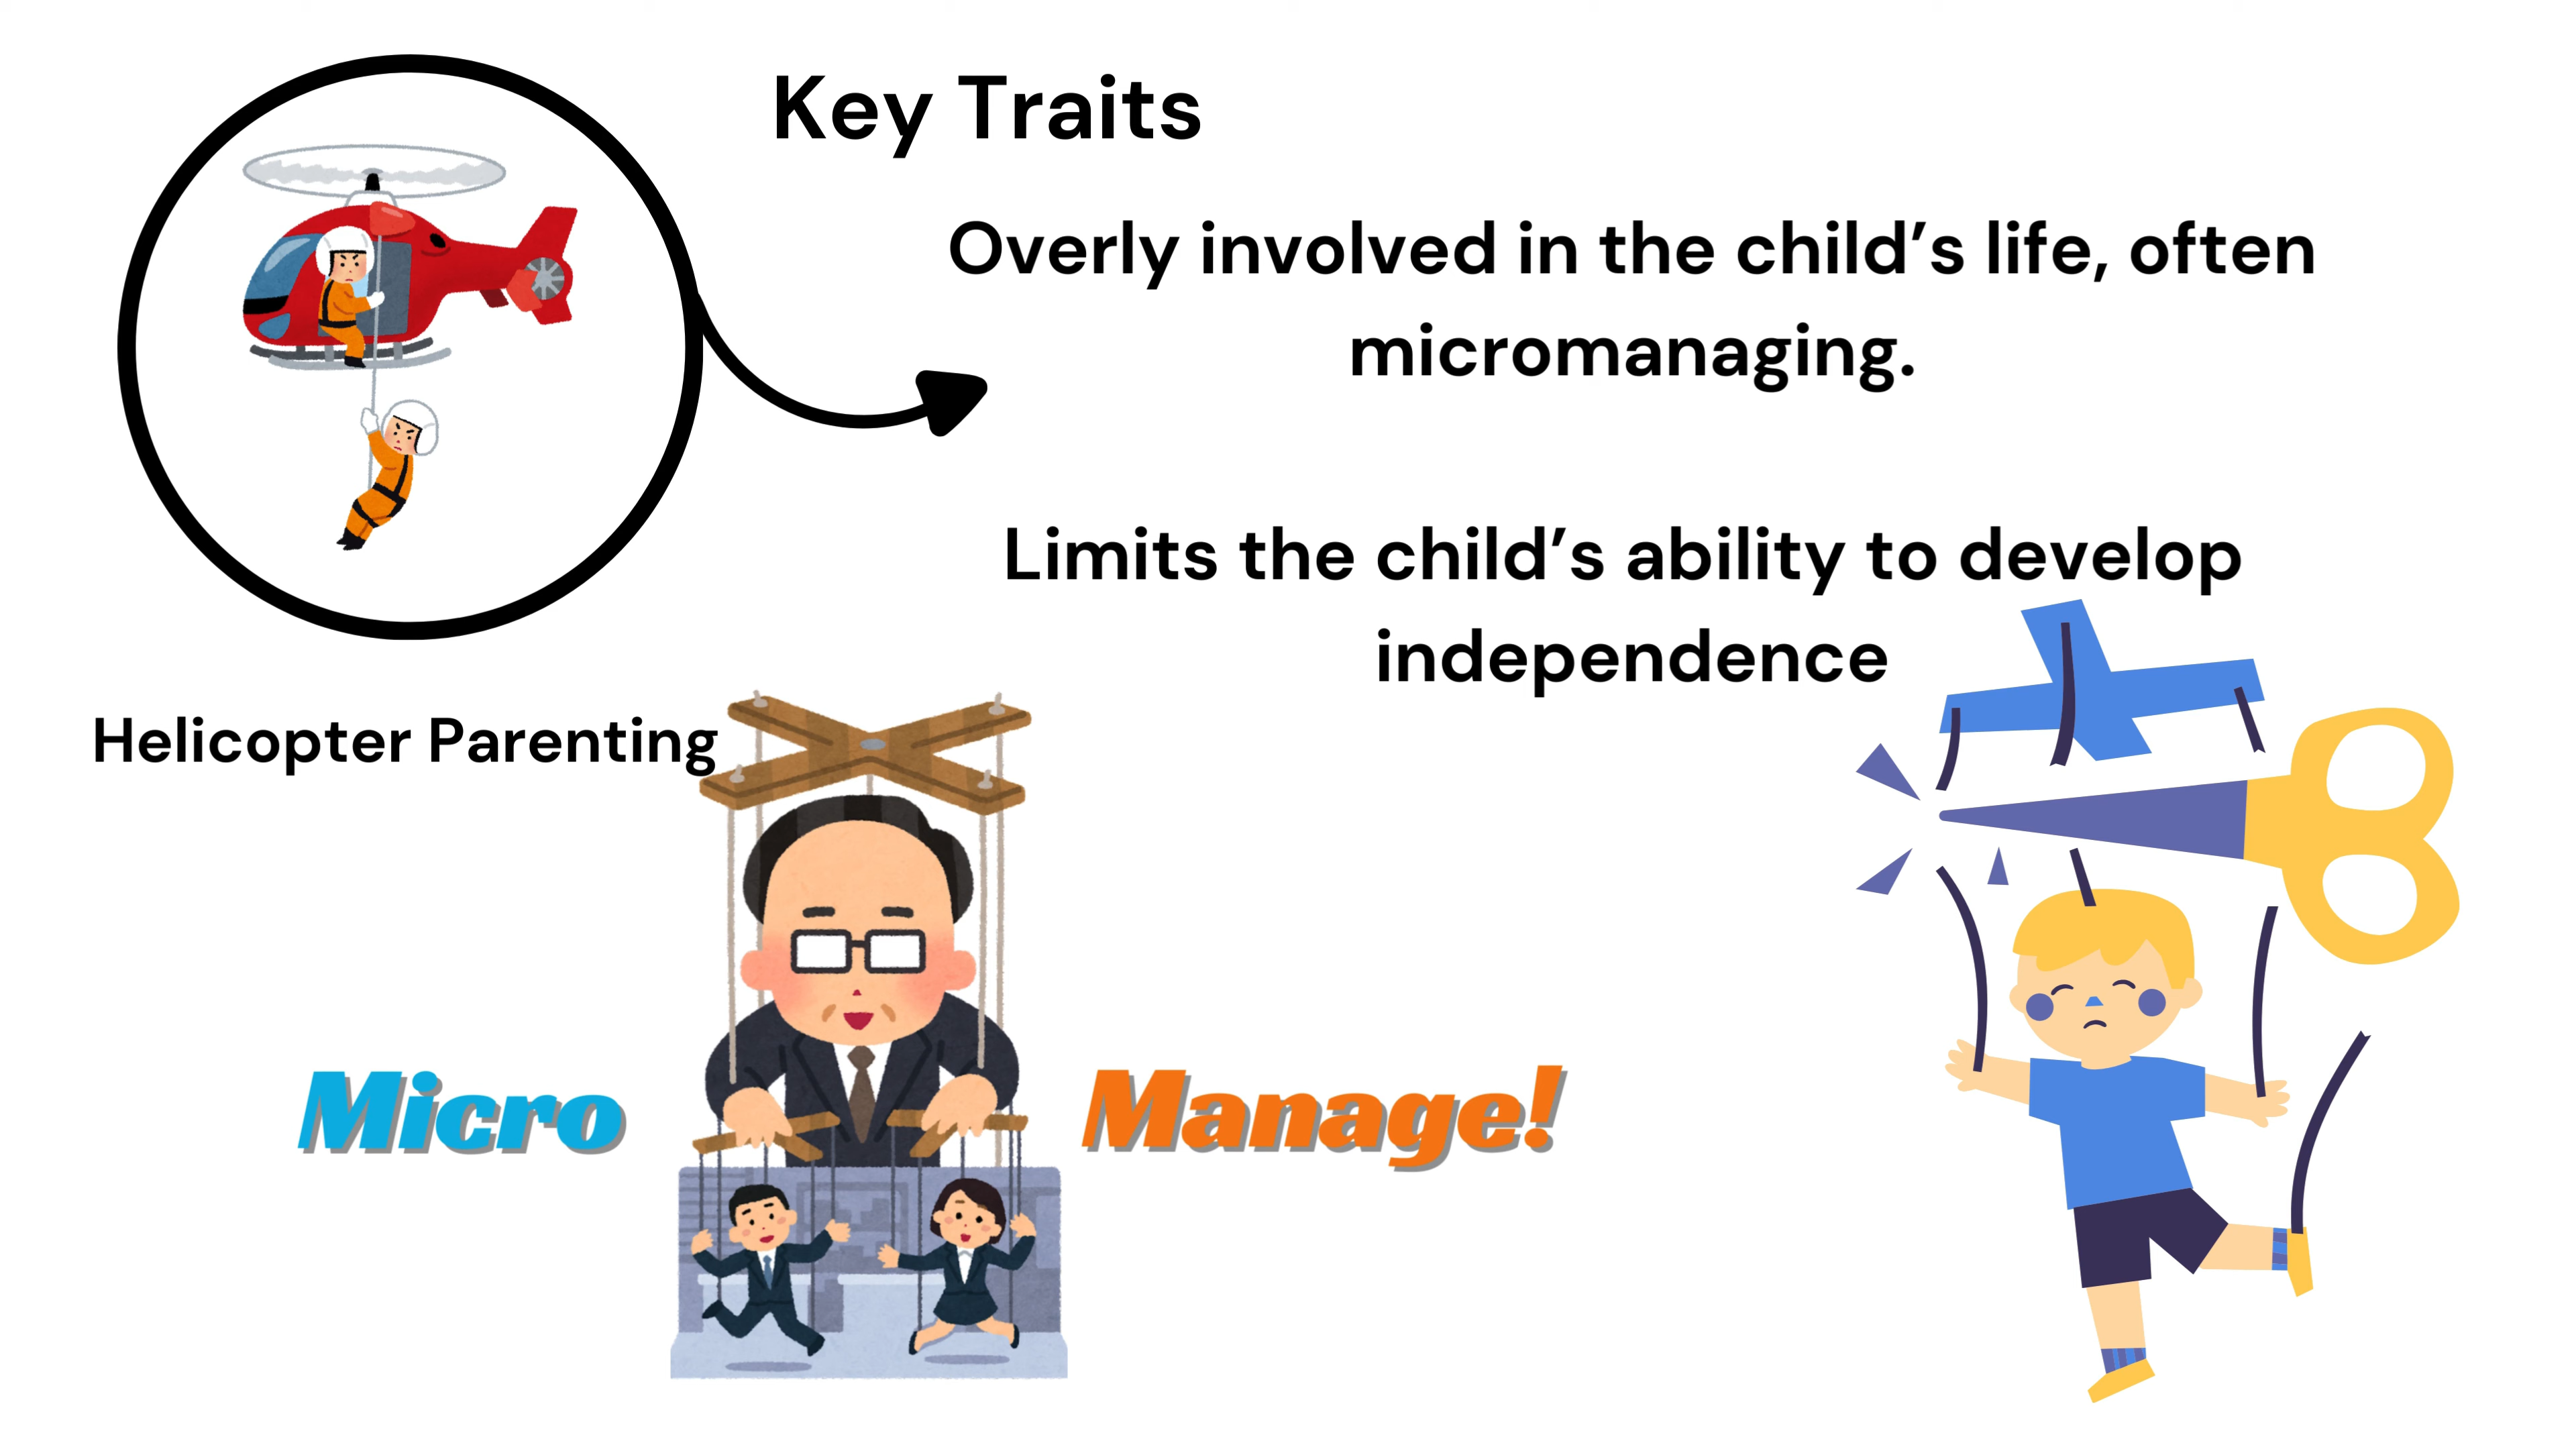 Key Traits
Overly involved in the child’s life, often
micromanaging.
Limits the child’s ability to develop
independence
Helicopter Parenting
Micro
Manage!